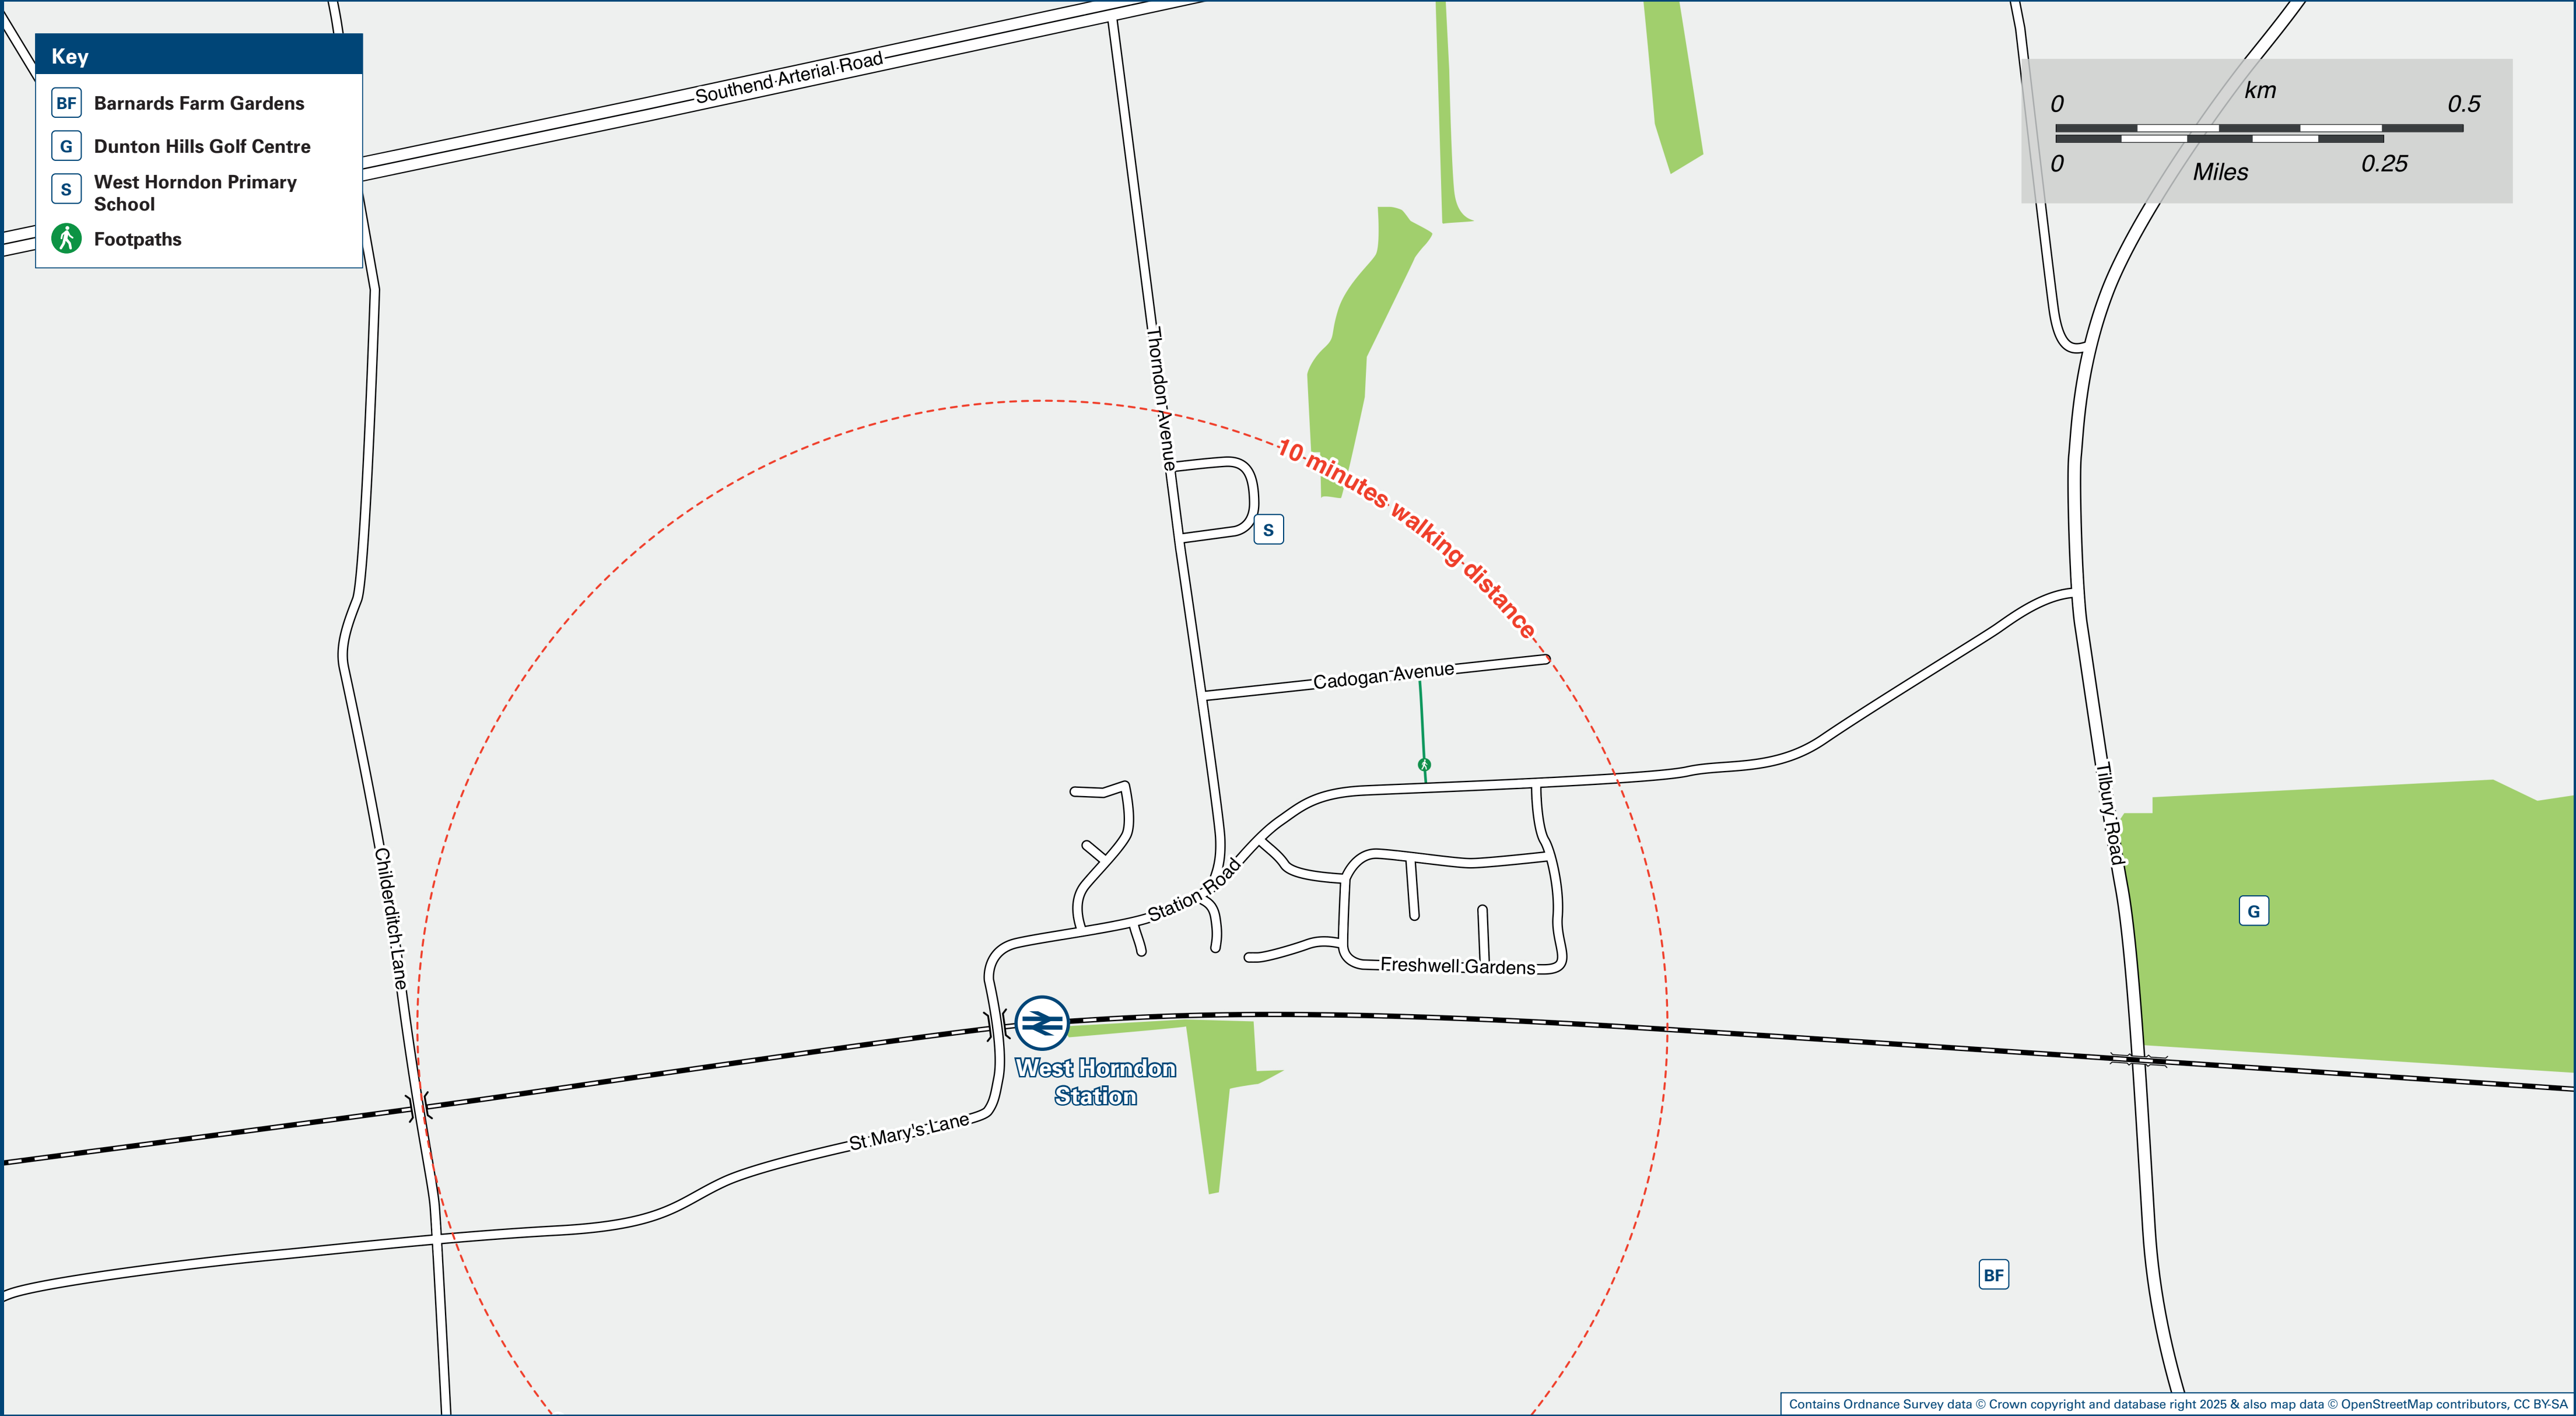 Key
BF Barnards Farm Gardens
G Dunton Hills Golf Centre
S West Horndon Primary
School
Footpaths
Southend Arterial Road
km
0 0.5
0 0.25
Miles
Thorndon Avenue
10 minutes walking distance
S
Cadogan Avenue
Tilbury Road
Childerditch Lane
Station Road
G
Freshwell Gardens
West Horndon
Station
St Mary's Lane
BF
Contains Ordnance Survey data © Crown copyright and database right 2025 & also map data © OpenStreetMap contributors, CC BY-SA